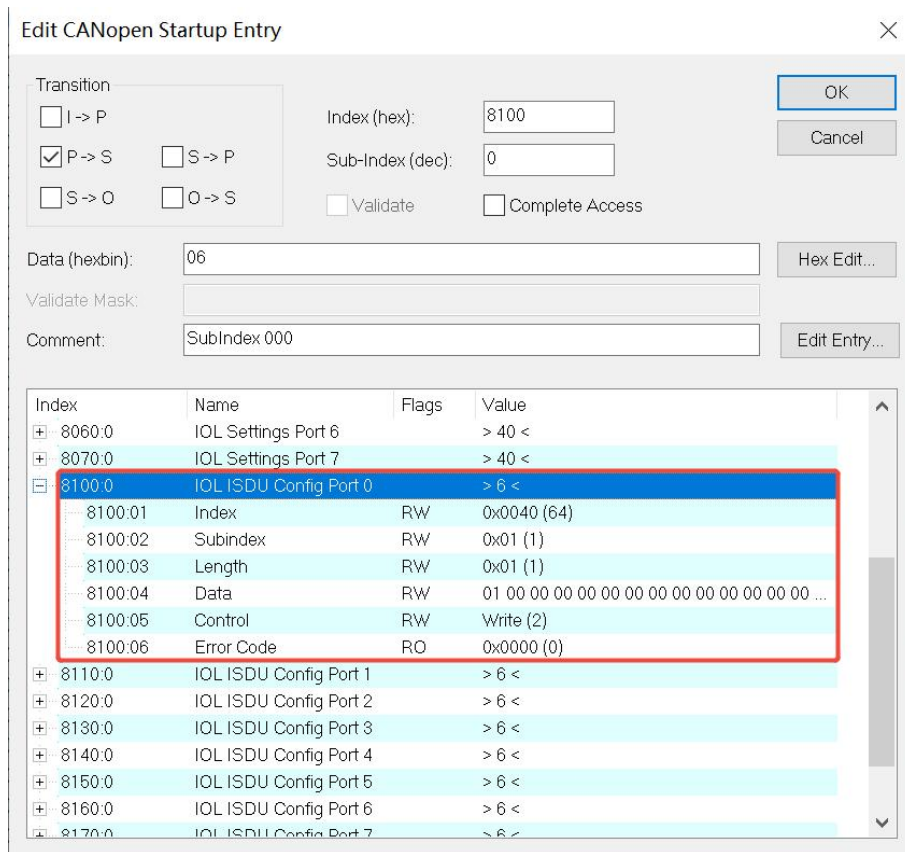 Edit CANopen Startup Entry
Transition
I -> P
P -> S
S -> P
S -> O
O -> S
Index (hex):
8100
Sub-Index (dec):
0
Validate
Complete Access
OK
Cancel
Data (hexbin):
06
Hex Edit...
Validate Mask:
Comment:
SubIndex 000
Edit Entry...
Index Name Flags Value
8060:0 IOL Settings Port 6 > 40 <
8070:0 IOL Settings Port 7 > 40 <
8100:0 IOL ISDU Config Port 0 > 6 <
8100:01 Index RW 0x0040 (64)
8100:02 Subindex RW 0x01 (1)
8100:03 Length RW 0x01 (1)
8100:04 Data RW 01 00 00 00 00 00 00 00 00 00 00 00 00 00 ...
8100:05 Control RW Write (2)
8100:06 Error Code RO 0x0000 (0)
8110:0 IOL ISDU Config Port 1 > 6 <
8120:0 IOL ISDU Config Port 2 > 6 <
8130:0 IOL ISDU Config Port 3 > 6 <
8140:0 IOL ISDU Config Port 4 > 6 <
8150:0 IOL ISDU Config Port 5 > 6 <
8160:0 IOL ISDU Config Port 6 > 6 <
8170:0 IOL ISDU Config Port 7 > 6 <